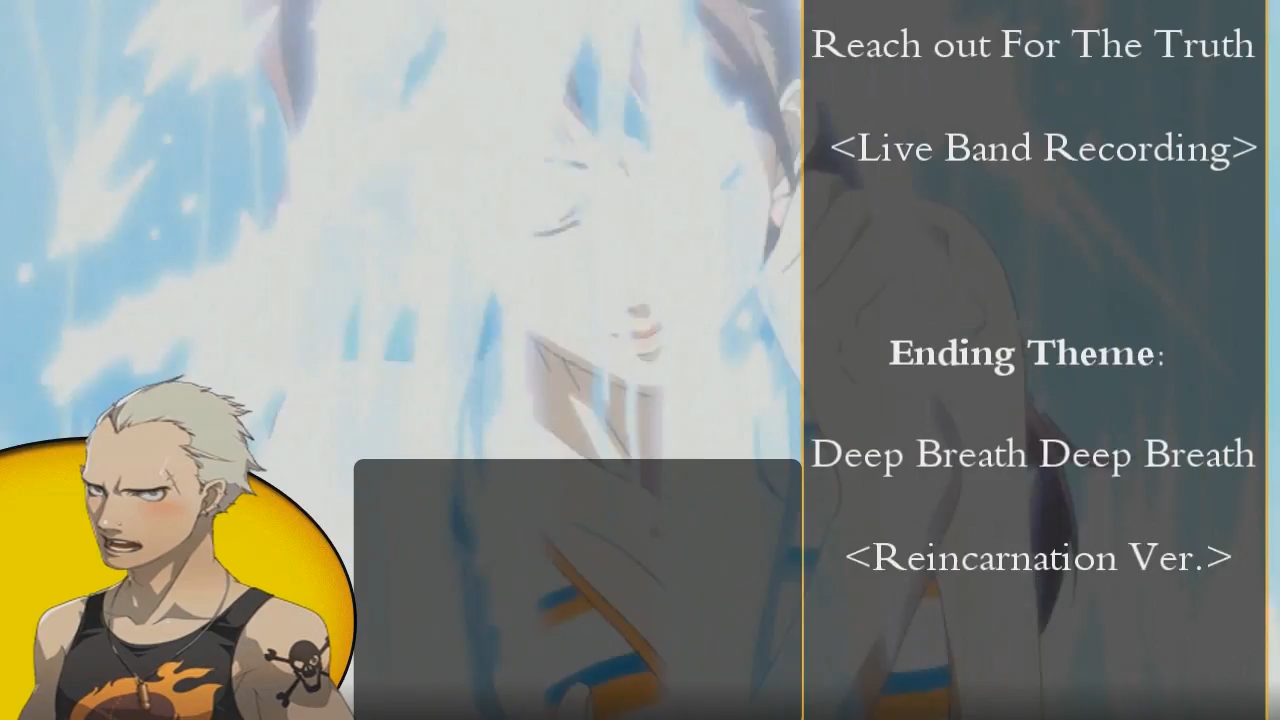 Reach out For The Truth
<Live Band Recording>
Ending Theme:
Deep Breath Deep Breath
<Reincarnation Ver.>